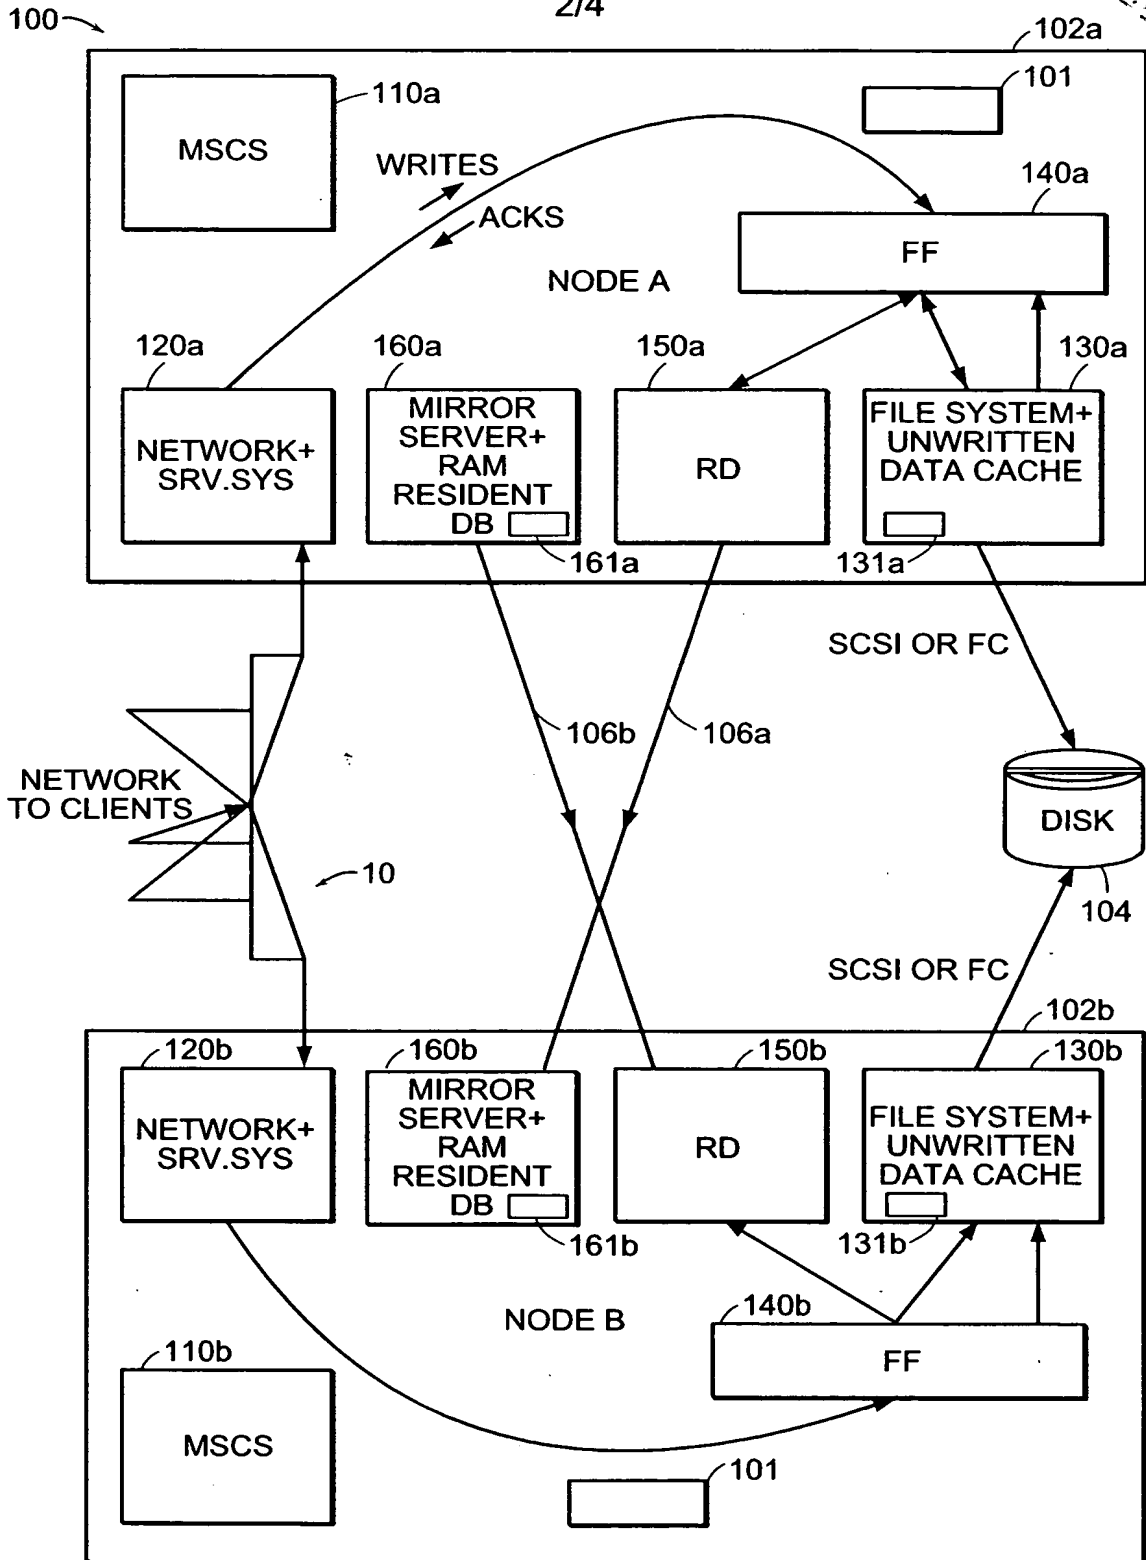 2/4
100
102a
101
110a
MSCS
WRITES
ACKS
140a
FF
NODE A
120a
160a
150a
130a
NETWORK+
SRV.SYS
MIRROR
SERVER+
RAM
RESIDENT
DB
161a
RD
FILE SYSTEM+
UNWRITTEN
DATA CACHE
131a
SCSI OR FC
106b
106a
NETWORK
TO CLIENTS
10
DISK
104
SCSI OR FC
102b
120b
160b
150b
130b
NETWORK+
SRV.SYS
MIRROR
SERVER+
RAM
RESIDENT
DB
161b
RD
FILE SYSTEM+
UNWRITTEN
DATA CACHE
131b
NODE B
140b
FF
110b
MSCS
101